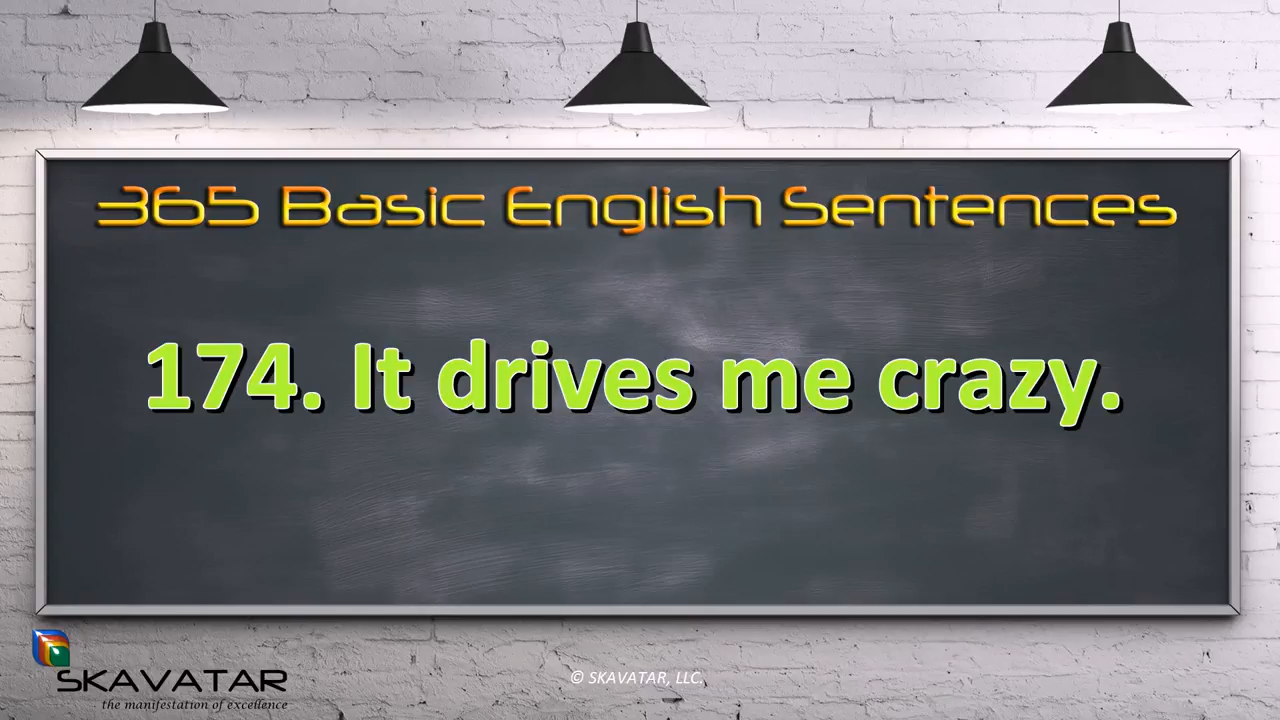 365 Basic English Sentences
174. It drives me crazy.
SKAVATAR
the manifestation of excellence
© SKAVATAR, LLC.